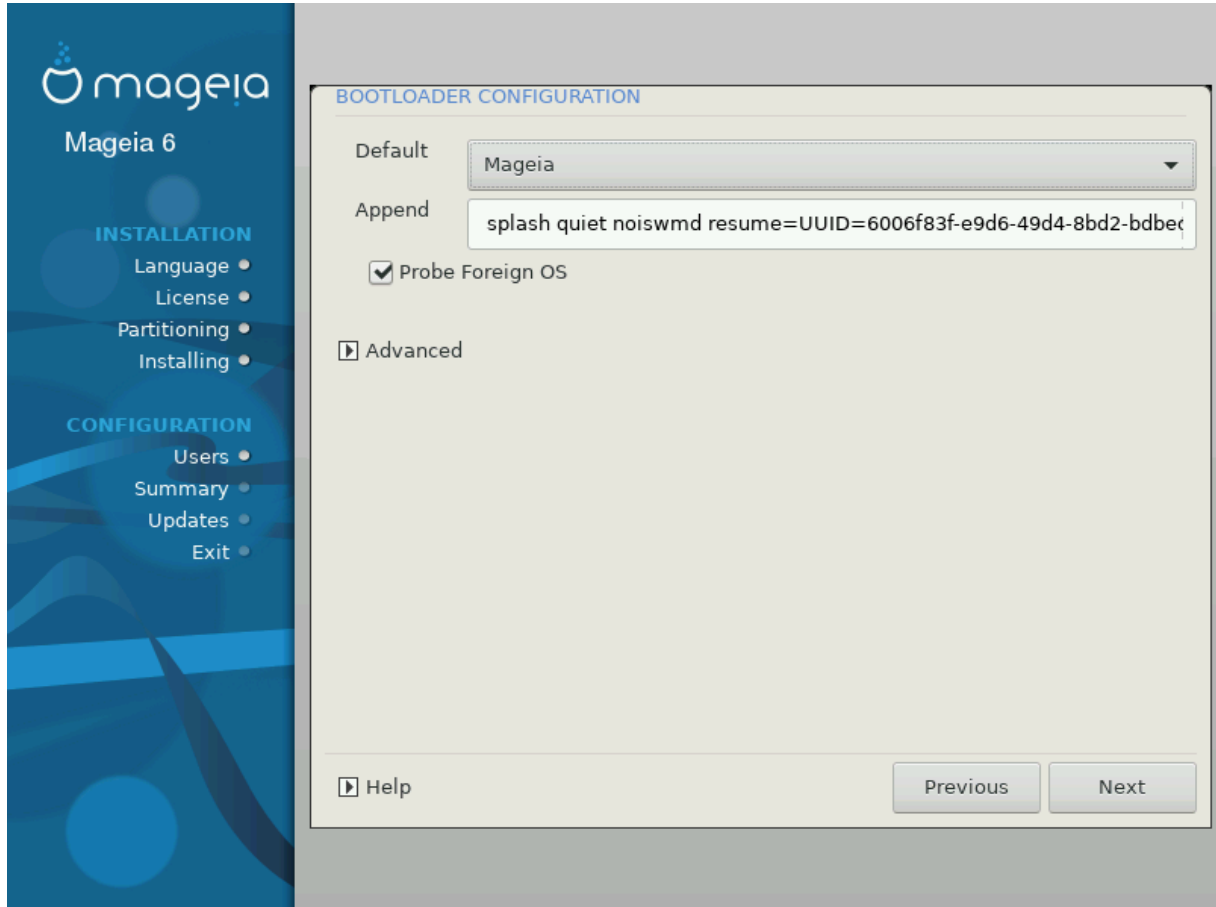 mageia
Mageia 6
INSTALLATION
Language
License
Partitioning
Installing
CONFIGURATION
Users
Summary
Updates
Exit
BOOTLOADER CONFIGURATION
Default
Mageia
Append
splash quiet noiswmd resume=UUID=6006f83f-e9d6-49d4-8bd2-bdbec
Probe Foreign OS
Advanced
Help
Previous
Next